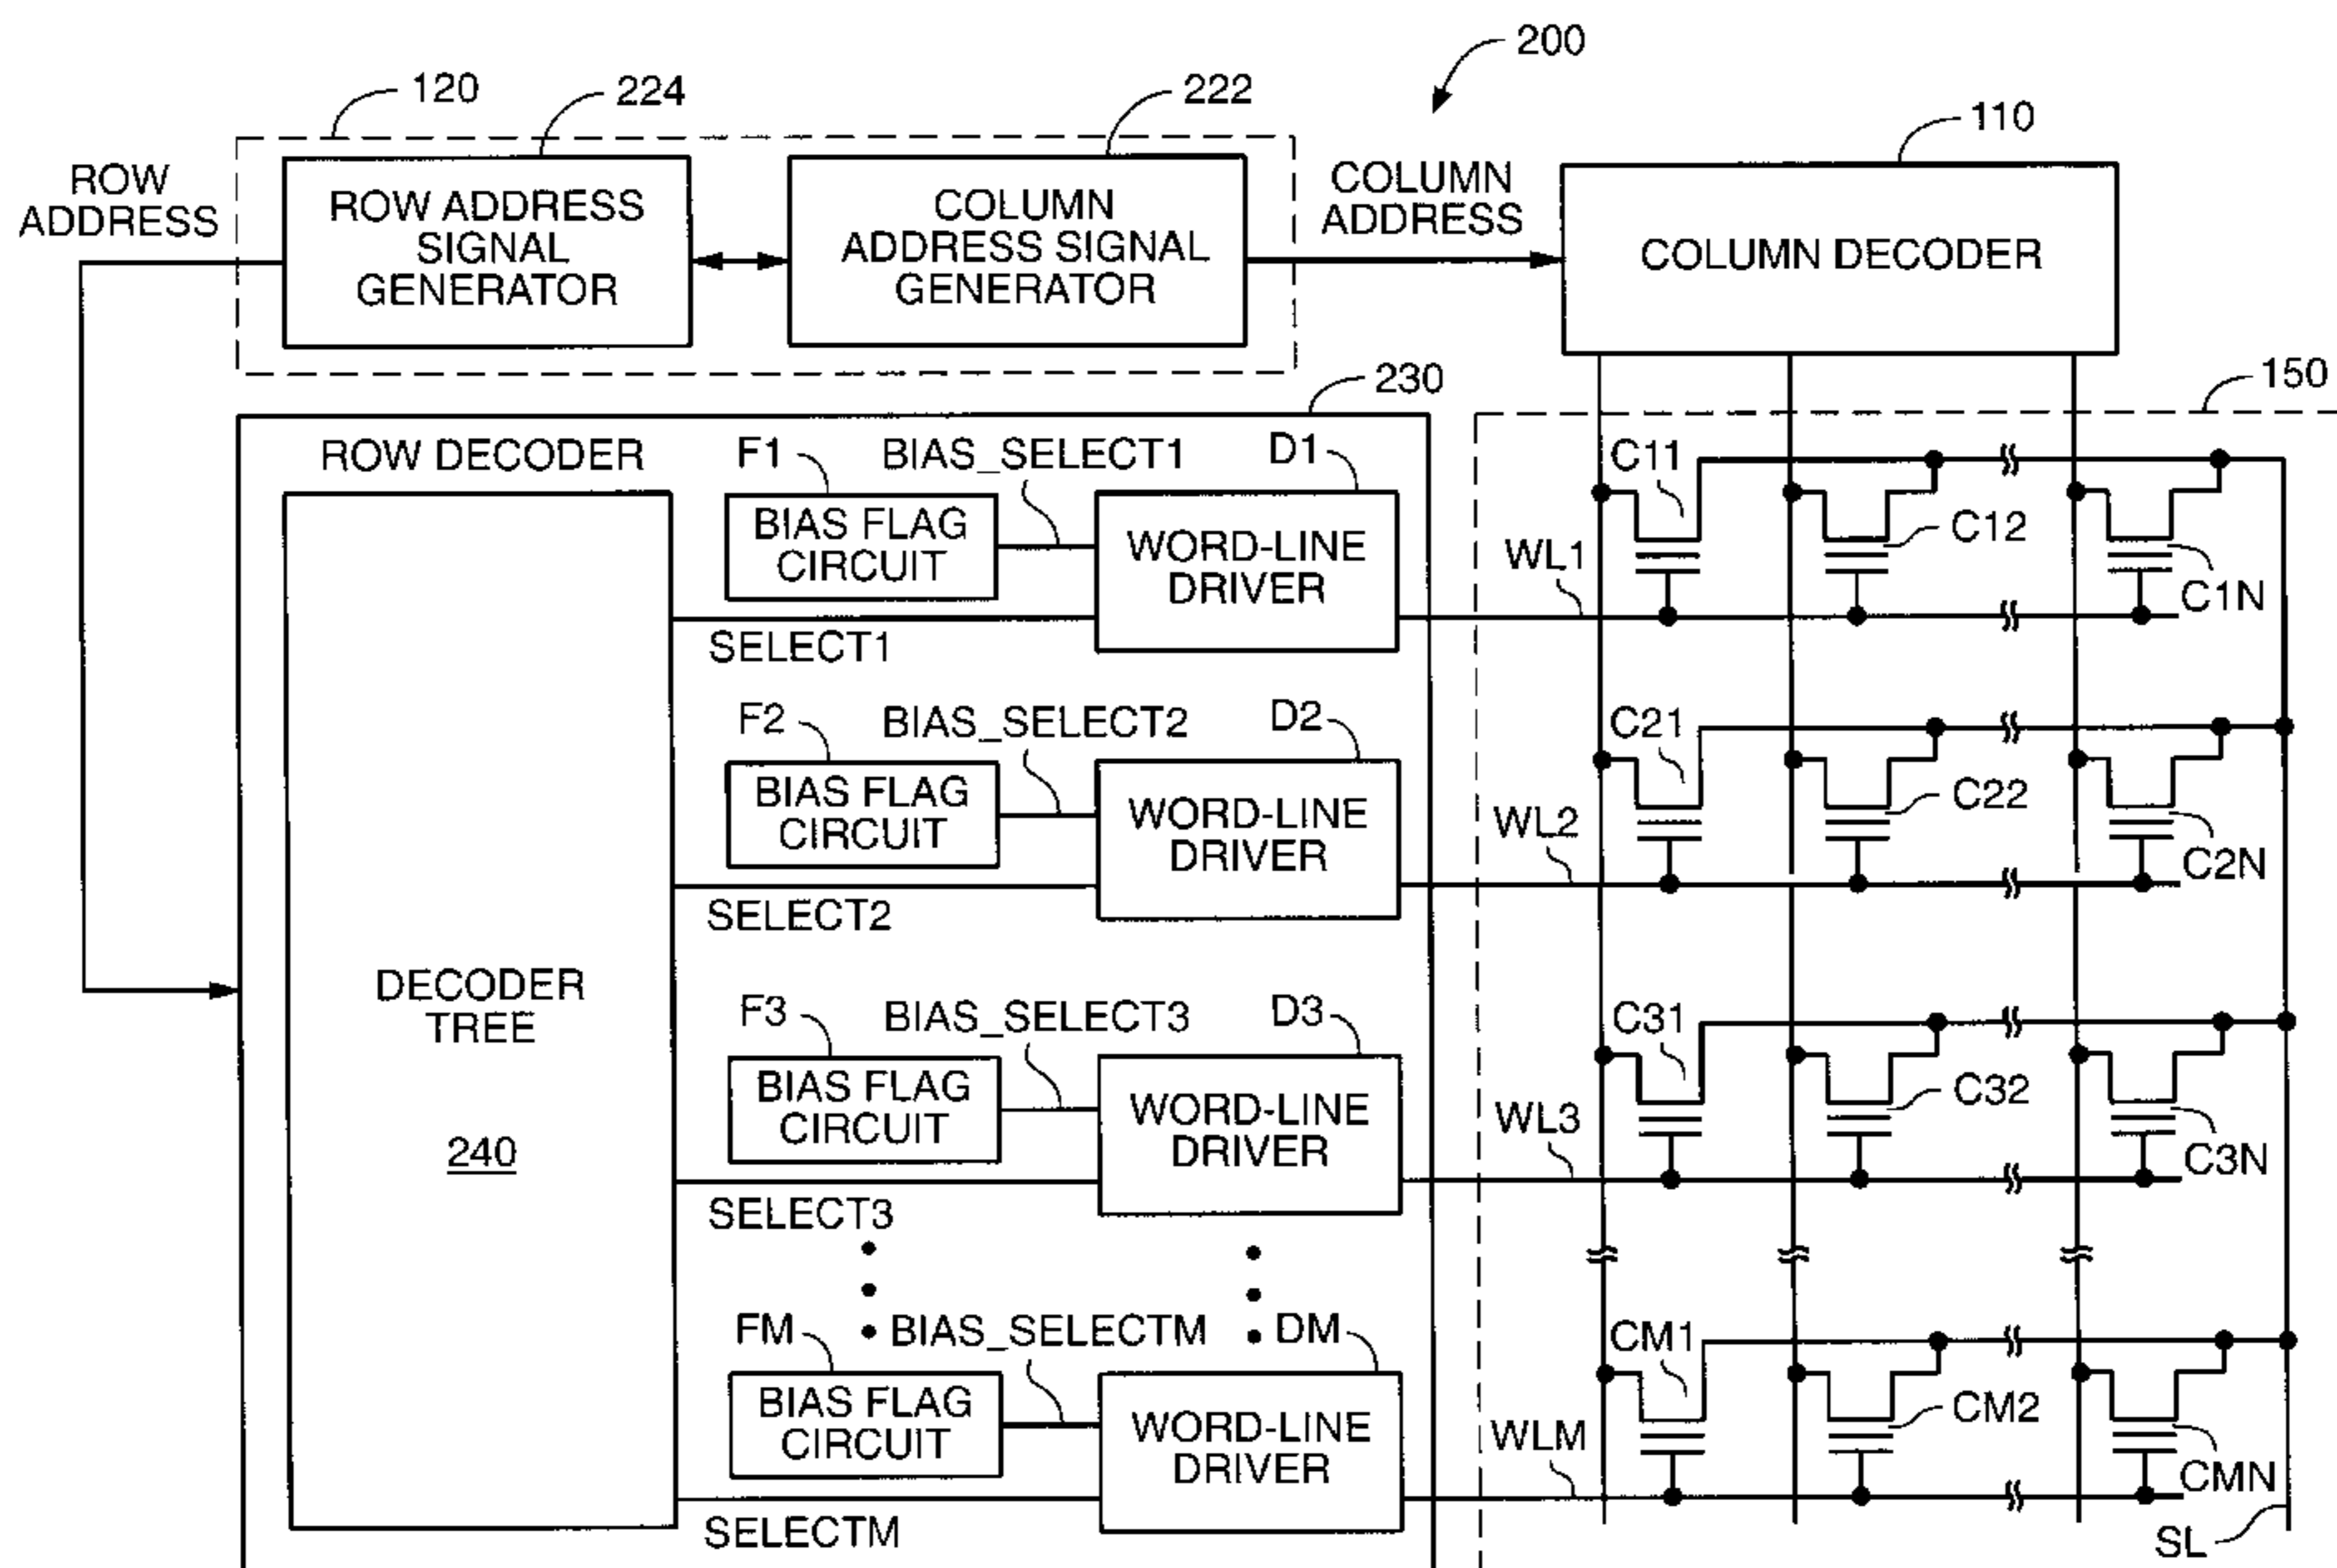 200
120
224
222
110
ROW
ADDRESS
ROW ADDRESS
SIGNAL
GENERATOR
COLUMN
ADDRESS SIGNAL
GENERATOR
COLUMN
ADDRESS
COLUMN DECODER
230
150
ROW DECODER
F1
BIAS_SELECT1
D1
C11
BIAS FLAG
CIRCUIT
WORD-LINE
DRIVER
WL1
C12
C1N
SELECT1
F2
BIAS_SELECT2
D2
C21
BIAS FLAG
CIRCUIT
WORD-LINE
DRIVER
WL2
C22
C2N
SELECT2
DECODER
TREE
240
F3
BIAS_SELECT3
D3
C31
BIAS FLAG
CIRCUIT
WORD-LINE
DRIVER
WL3
C32
C3N
SELECT3
FM
BIAS_SELECTM
DM
CM1
BIAS FLAG
CIRCUIT
WORD-LINE
DRIVER
WLM
CM2
CMN
SELECTM
SL